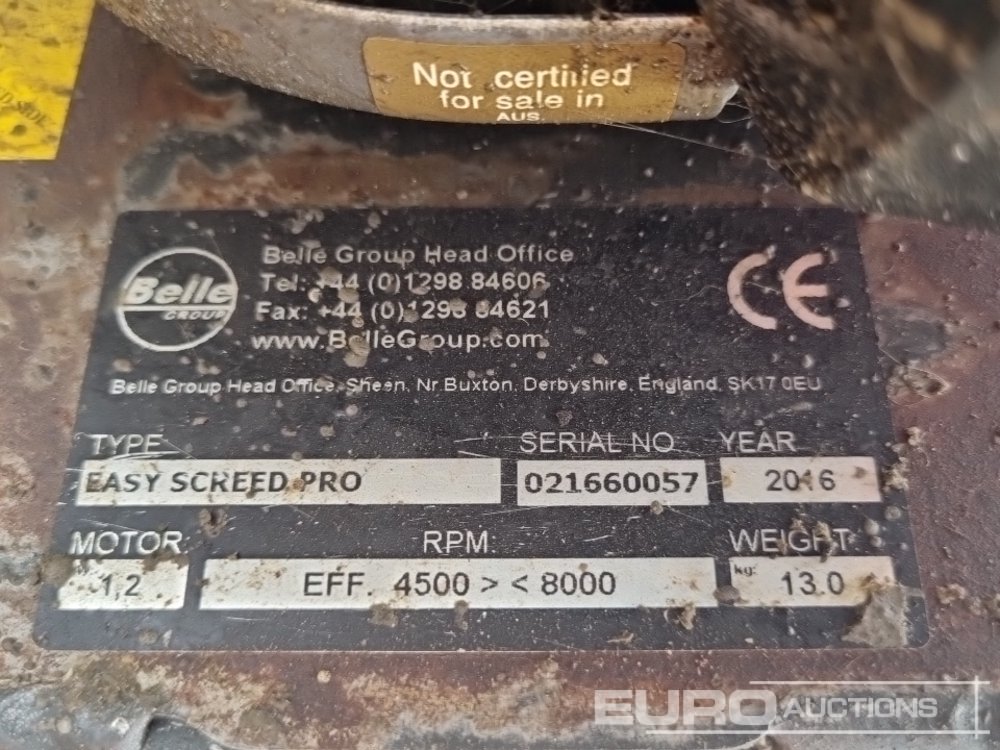 Not certified
for sale in
AUS.
Belle
GROUP
Belle Group Head Office
Tel: +44 (0)1298 84606
Fax: +44 (0)1298 84621
www.BelleGroup.com
CE
Belle Group Head Office, Sheen, Nr Buxton, Derbyshire, England, SK17 0EU
TYPE SERIAL NO YEAR
EASY SCREED PRO 021660057 2016
MOTOR RPM WEIGHT
1,2 EFF. 4500 > < 8000 kg: 13.0
EURO AUCTIONS